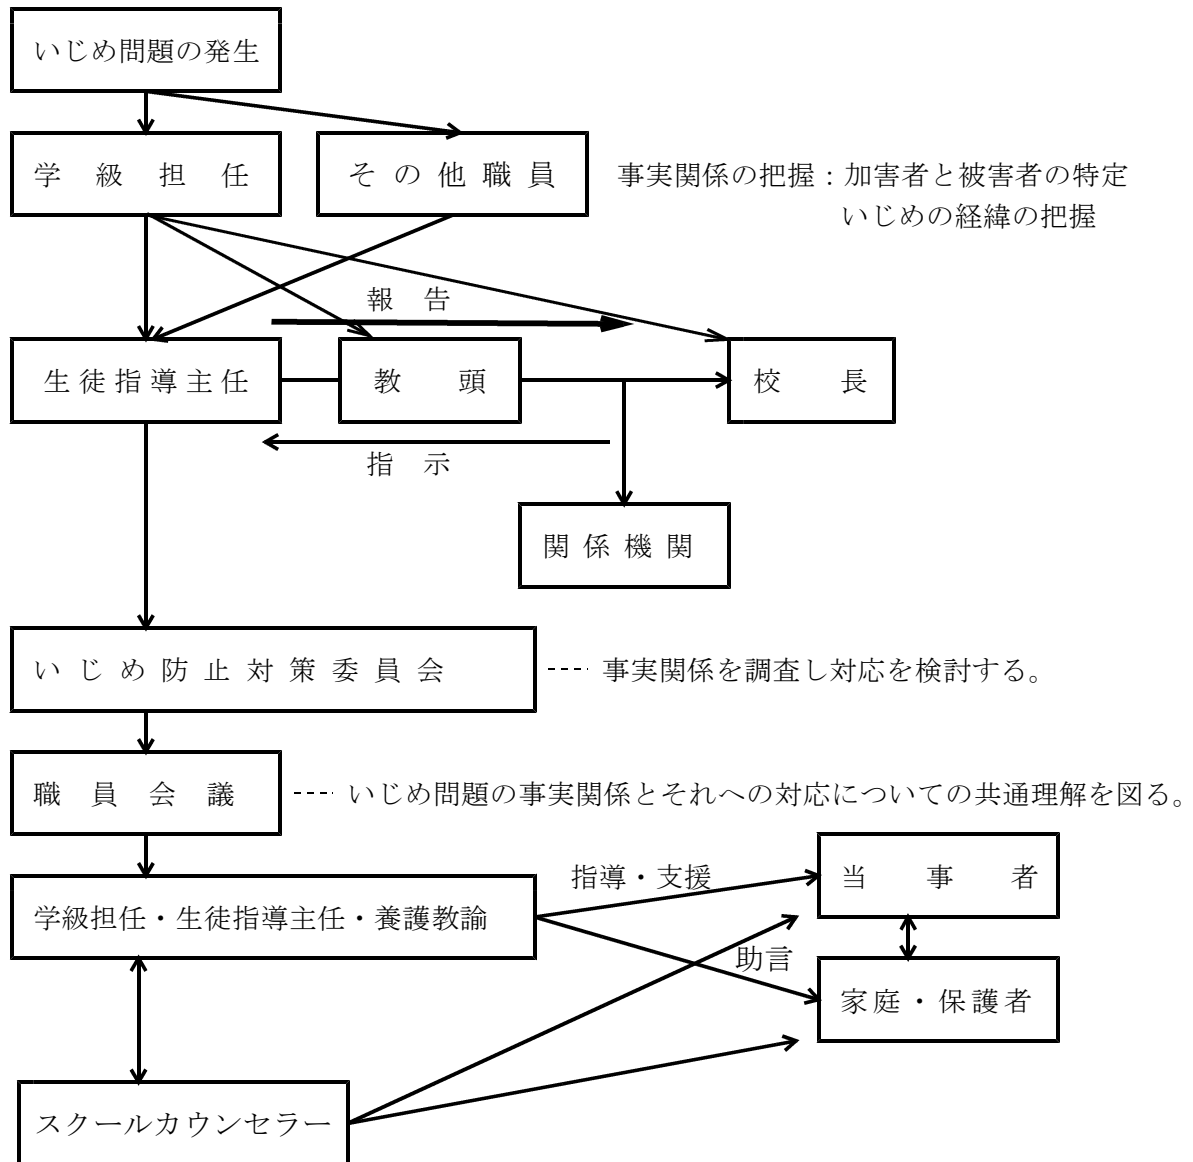 いじめ問題の発生
学級担任
その他職員
事実関係の把握:加害者と被害者の特定
いじめの経緯の把握
報告
生徒指導主任
教頭
校長
指示
関係機関
いじめ防止対策委員会
事実関係を調査し対応を検討する。
職員会議
いじめ問題の事実関係とそれへの対応についての共通理解を図る。
指導・支援
当事者
学級担任・生徒指導主任・養護教諭
助言
家庭・保護者
スクールカウンセラー